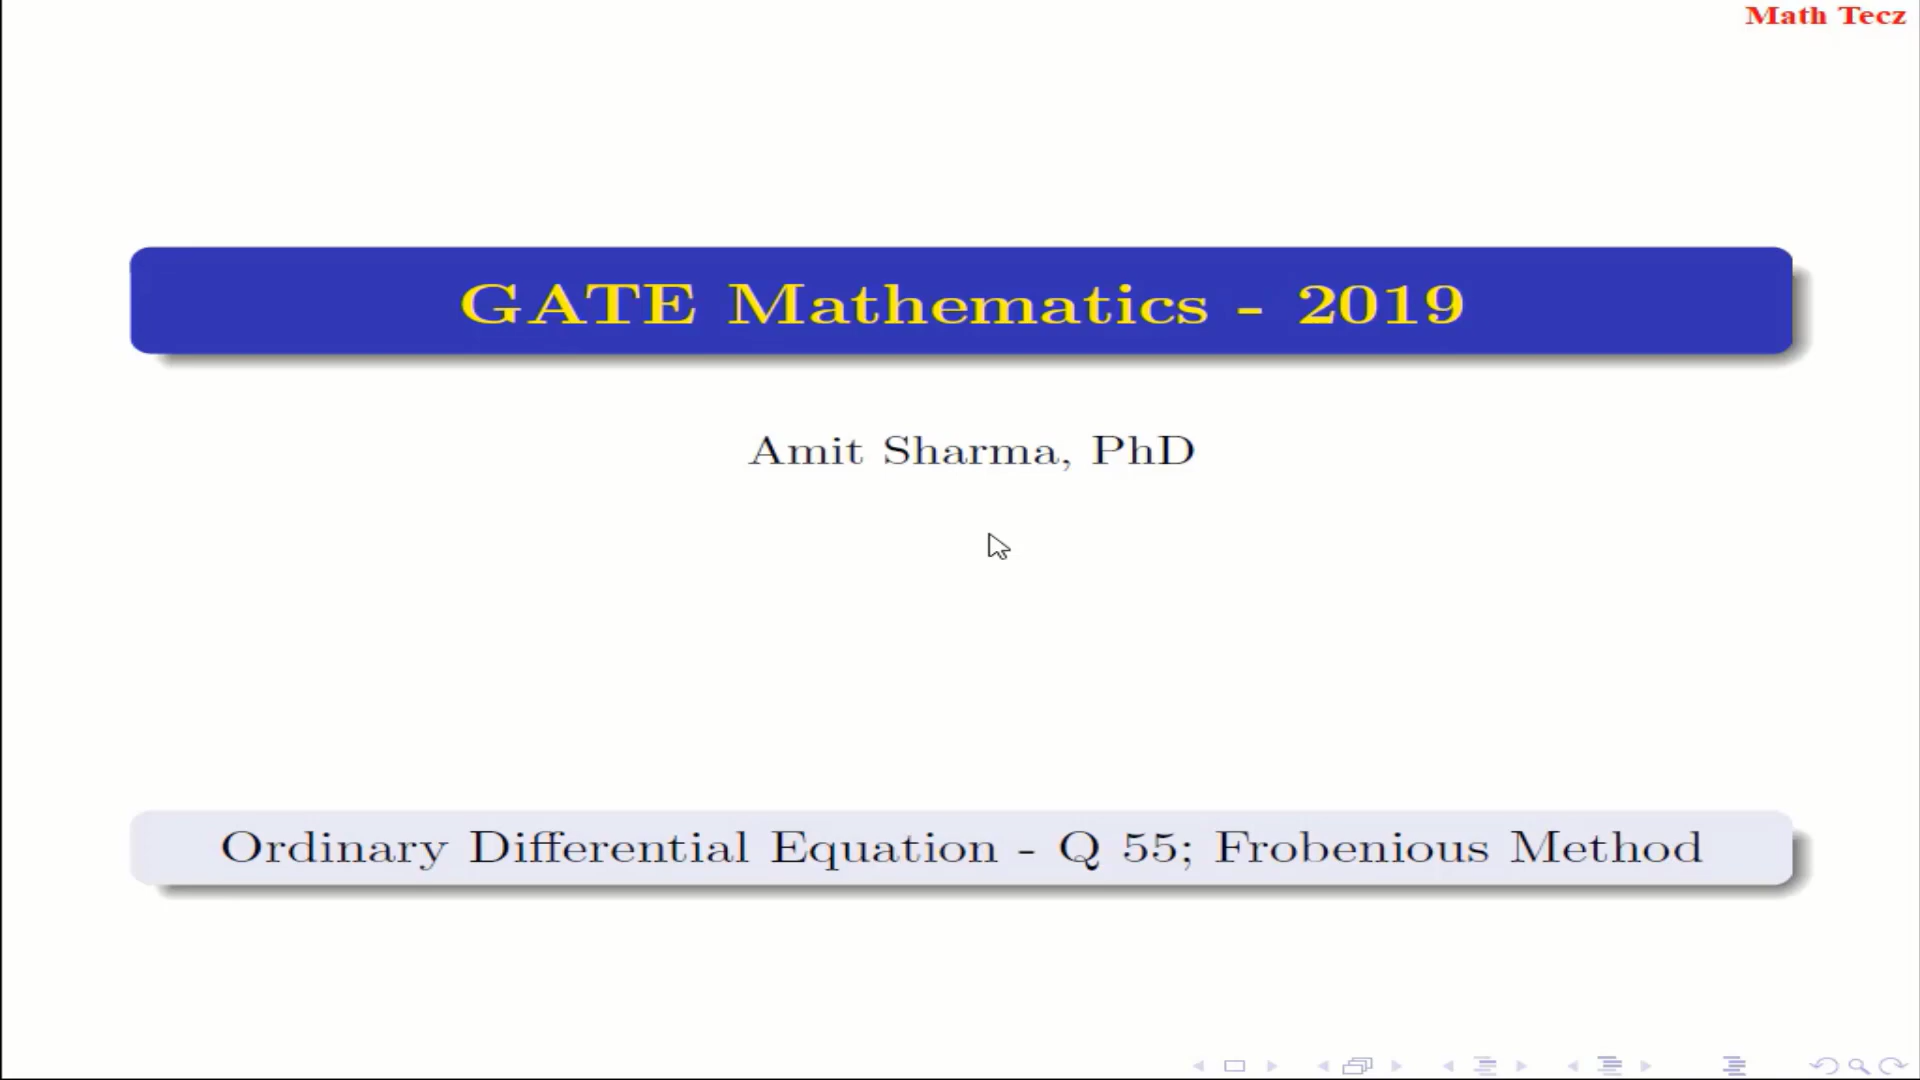 Math Tecz
GATE Mathematics - 2019
Amit Sharma, PhD
Ordinary Differential Equation - Q 55; Frobenious Method